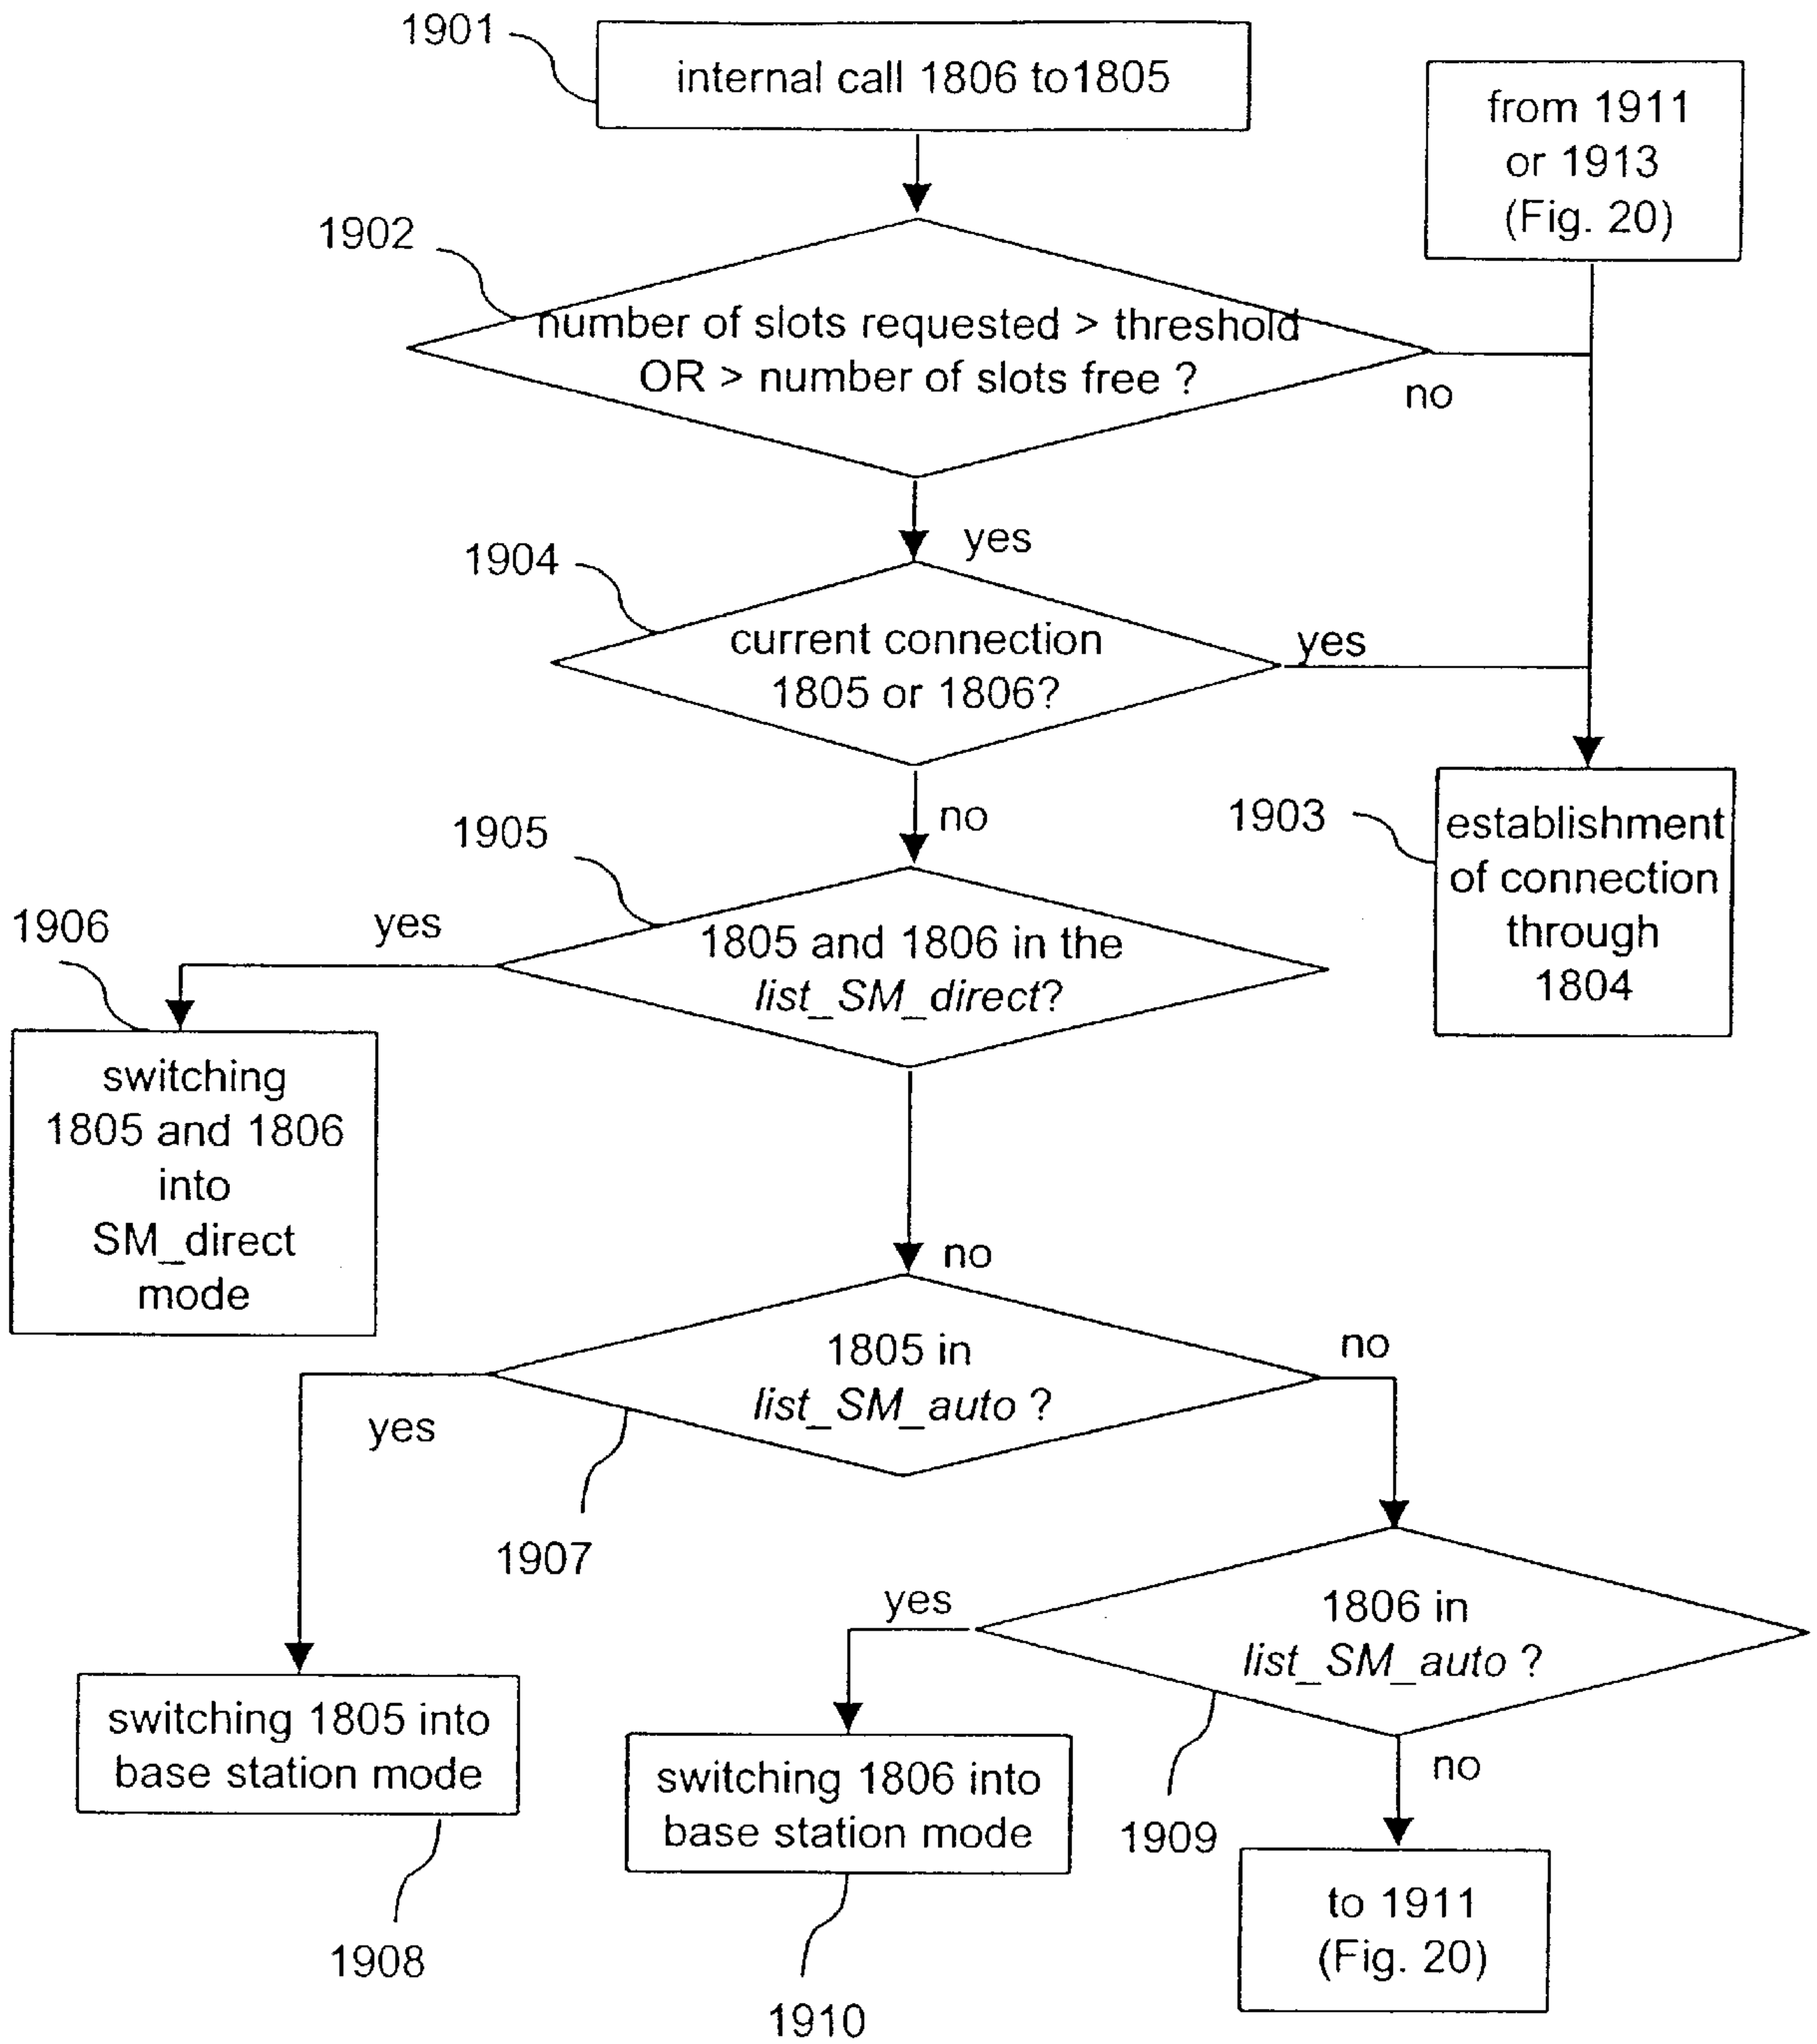 1901
internal call 1806 to1805
from 1911
or 1913
(Fig. 20)
1902
number of slots requested > threshold
OR > number of slots free ?
no
yes
1904
current connection
1805 or 1806?
yes
no
1903
establishment
of connection
through
1804
1905
1805 and 1806 in the
list_SM_direct?
yes
1906
switching
1805 and 1806
into
SM_direct
mode
no
1805 in
list_SM_auto ?
no
yes
1907
1806 in
list_SM_auto ?
yes
switching 1805 into
base station mode
1908
switching 1806 into
base station mode
1910
1909
no
to 1911
(Fig. 20)